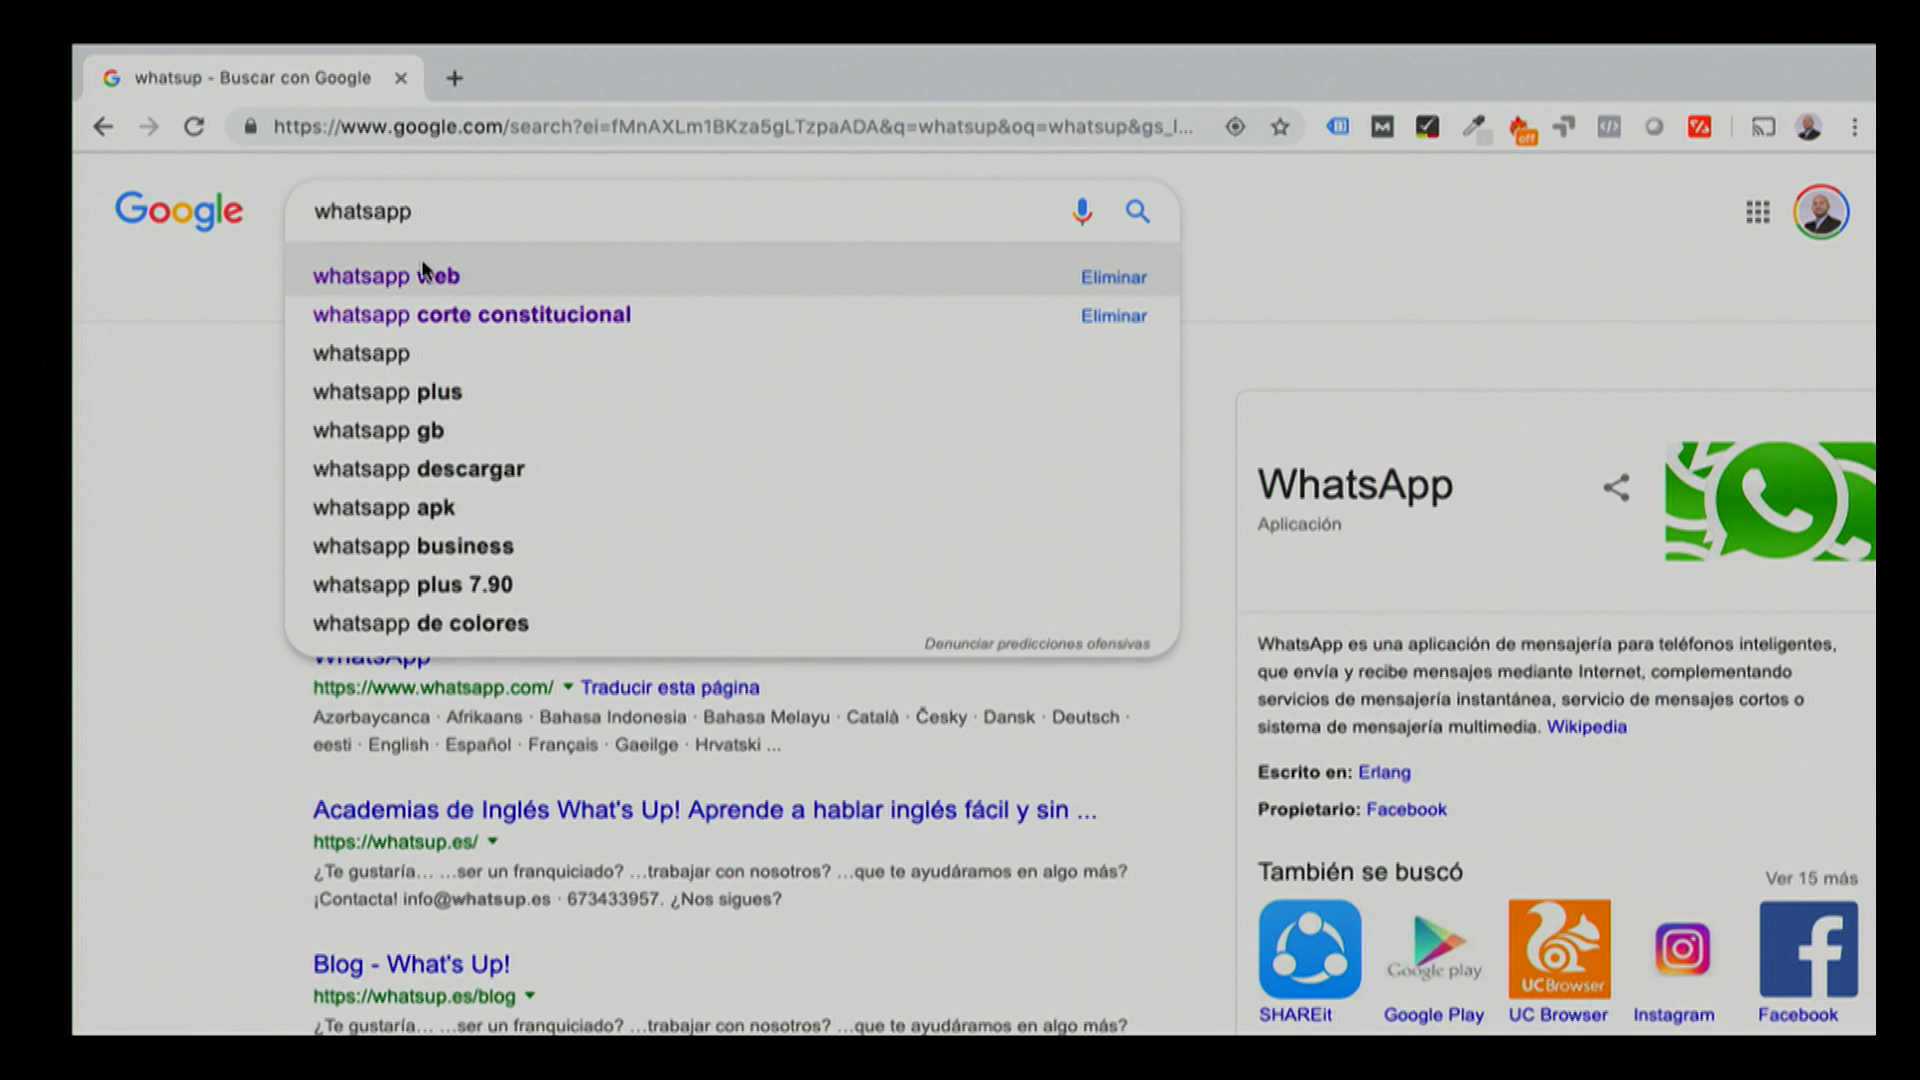 whatsup - Buscar con Google
https://www.google.com/search?ei=fMnAXLm1BKza5gLTzpaADA&q=whatsup&oq=whatsup&gs_l...
off
Google
whatsapp
whatsapp web Eliminar
whatsapp corte constitucional Eliminar
whatsapp
whatsapp plus
whatsapp gb
whatsapp descargar
whatsapp apk
whatsapp business
whatsapp plus 7.90
whatsapp de colores
Denunciar predicciones ofensivas
WhatsApp
https://www.whatsapp.com/ Traducir esta página
Azərbaycanca · Afrikaans · Bahasa Indonesia · Bahasa Melayu · Català · Česky · Dansk · Deutsch ·
eesti · English · Español · Français · Gaeilge · Hrvatski ...
Academias de Inglés What's Up! Aprende a hablar inglés fácil y sin ...
https://whatsup.es/
¿Te gustaría… …ser un franquiciado? …trabajar con nosotros? …que te ayudáramos en algo más?
¡Contacta! info@whatsup.es · 673433957. ¿Nos sigues?
Blog - What's Up!
https://whatsup.es/blog
¿Te gustaría… …ser un franquiciado? …trabajar con nosotros? …que te ayudáramos en algo más?
WhatsApp
Aplicación
WhatsApp es una aplicación de mensajería para teléfonos inteligentes,
que envía y recibe mensajes mediante Internet, complementando
servicios de mensajería instantánea, servicio de mensajes cortos o
sistema de mensajería multimedia. Wikipedia
Escrito en: Erlang
Propietario: Facebook
También se buscó
Ver 15 más
Google play
UC Browser
SHAREit
Google Play
UC Browser
Instagram
Facebook